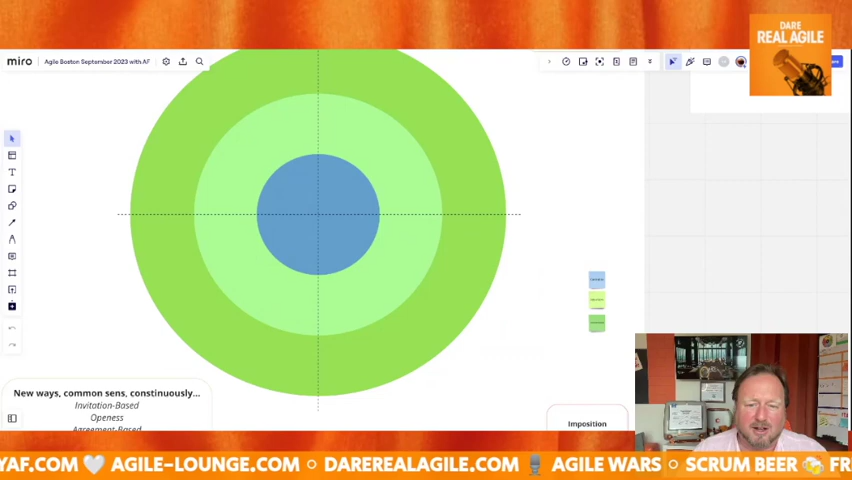 DARE
REAL AGILE
miro
Agile Boston September 2023 with AF
New ways, common sens, constinuously...
Invitation-Based
Openess
Agreement-Based
Imposition
YAF.COM 🤍 AGILE-LOUNGE.COM ○ DAREREALAGILE.COM 🎙️ AGILE WARS ○ SCRUM BEER 🍻 FR